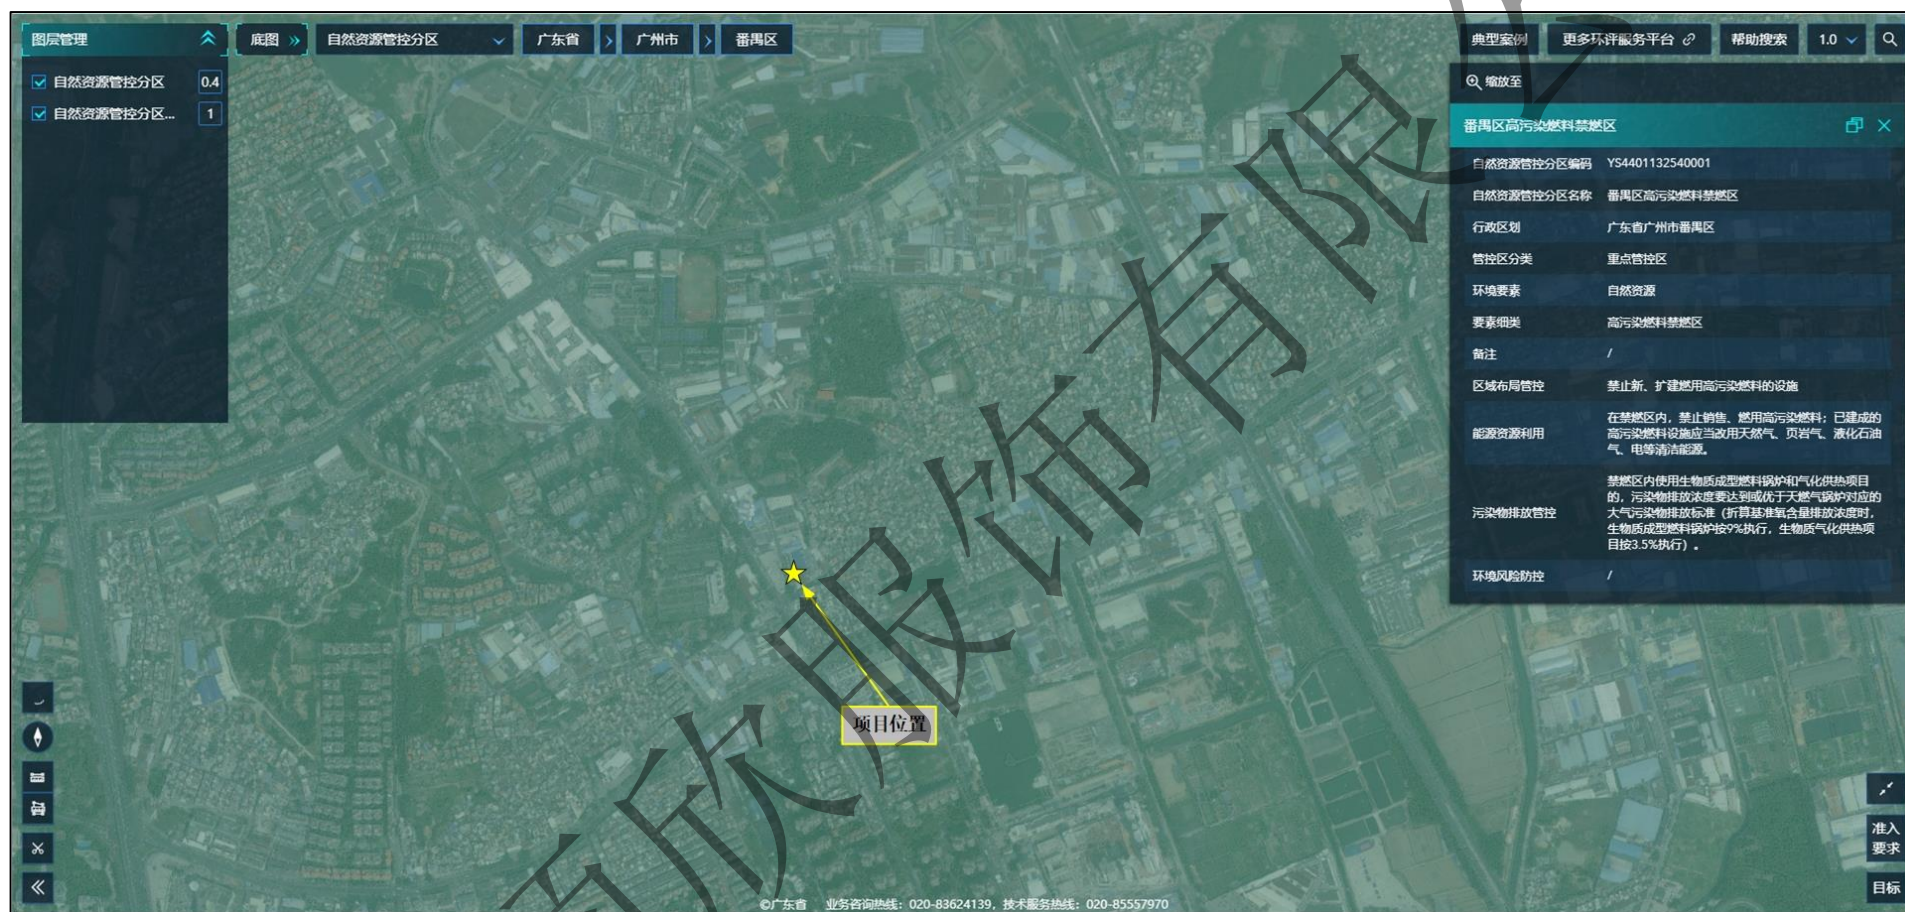 图层管理
底图
自然资源管控分区
广东省
广州市
番禺区
典型案例
更多环评服务平台
帮助搜索
1.0
自然资源管控分区 0.4
自然资源管控分区... 1
缩放至
番禺区高污染燃料禁燃区
自然资源管控分区编码 YS4401132540001
自然资源管控分区名称 番禺区高污染燃料禁燃区
行政区划 广东省广州市番禺区
管控区分类 重点管控区
环境要素 自然资源
要素细类 高污染燃料禁燃区
备注 /
区域布局管控 禁止新、扩建燃用高污染燃料的设施
能源资源利用
在禁燃区内，禁止销售、燃用高污染燃料；已建成的
高污染燃料设施应当改用天然气、页岩气、液化石油
气、电等清洁能源。
污染物排放管控
禁燃区内使用生物质成型燃料锅炉和气化供热项目
的，污染物排放浓度要达到或优于天燃气锅炉对应的
大气污染物排放标准（折算基准氧含量排放浓度时，
生物质成型燃料锅炉按9%执行，生物质气化供热项
目按3.5%执行）。
环境风险防控 /
项目位置
准入
要求
目标
©广东省 业务咨询热线：020-83624139，技术服务热线：020-85557970
欣服饰有限